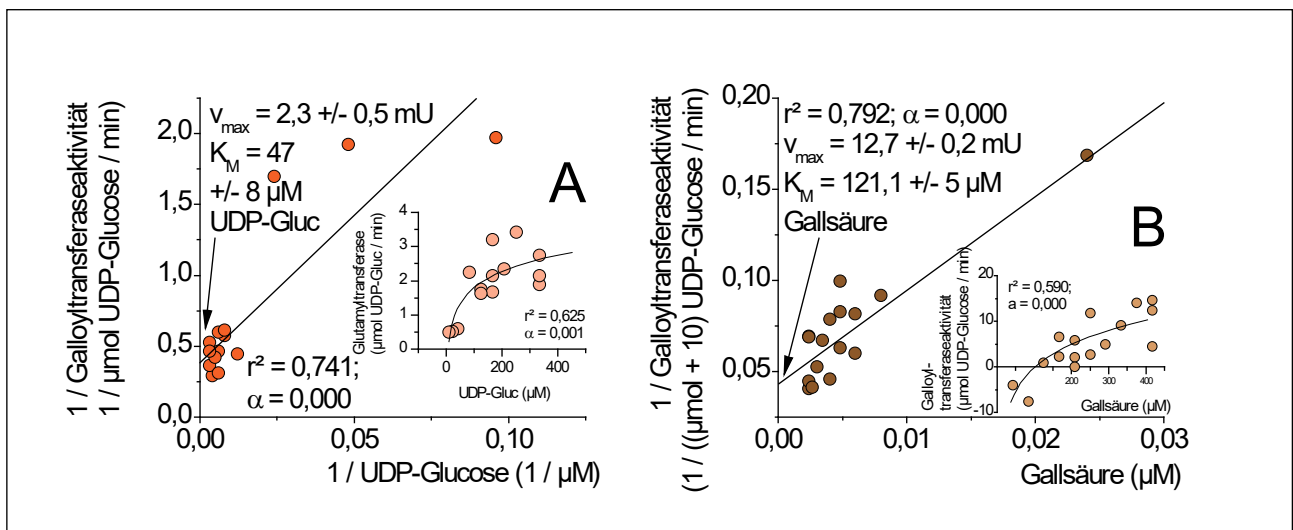 1 / Galloyltransferaseaktivität
1 / µmol UDP-Glucose / min)
2,0
1,5
1,0
0,5
0,0
v max = 2,3 +/- 0,5 mU
K M = 47
+/- 8 µM
UDP-Gluc
A
r² = 0,741;
α = 0,000
Glutamyltransferase
(µmol UDP-Gluc / min)
4
3
2
1
0
r² = 0,625
α = 0,001
0 200 400
UDP-Gluc (µM)
0,00 0,05 0,10
1 / UDP-Glucose (1 / µM)
1 / Galloyltransferaseaktivität
(1 / ((µmol + 10) UDP-Glucose / min)
0,20
0,15
0,10
0,05
r² = 0,792; α = 0,000
v max = 12,7 +/- 0,2 mU
K M = 121,1 +/- 5 µM
Gallsäure
B
Galloyl-
transferaseaktivität
(µmol UDP-Glucose / min)
20
10
0
-10
r² = 0,590;
a = 0,000
200 300 400
Gallsäure (µM)
0,00 0,01 0,02 0,03
Gallsäure (µM)